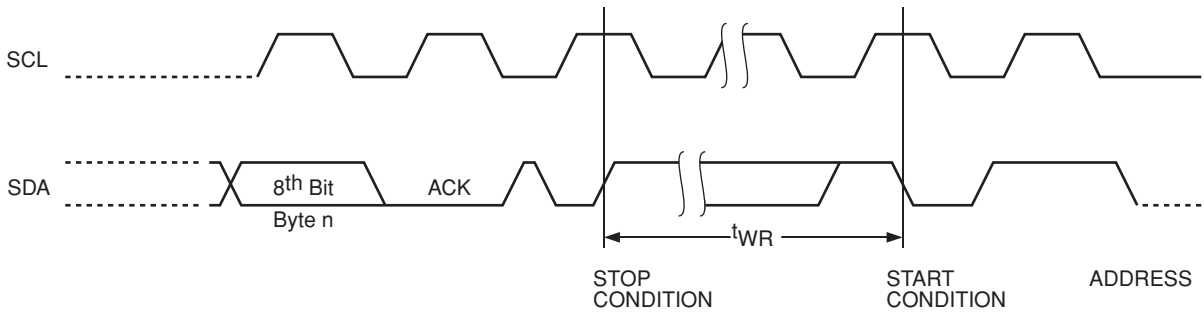 SCL
SDA
8th Bit
ACK
Byte n
tWR
STOP
CONDITION
START
CONDITION
ADDRESS